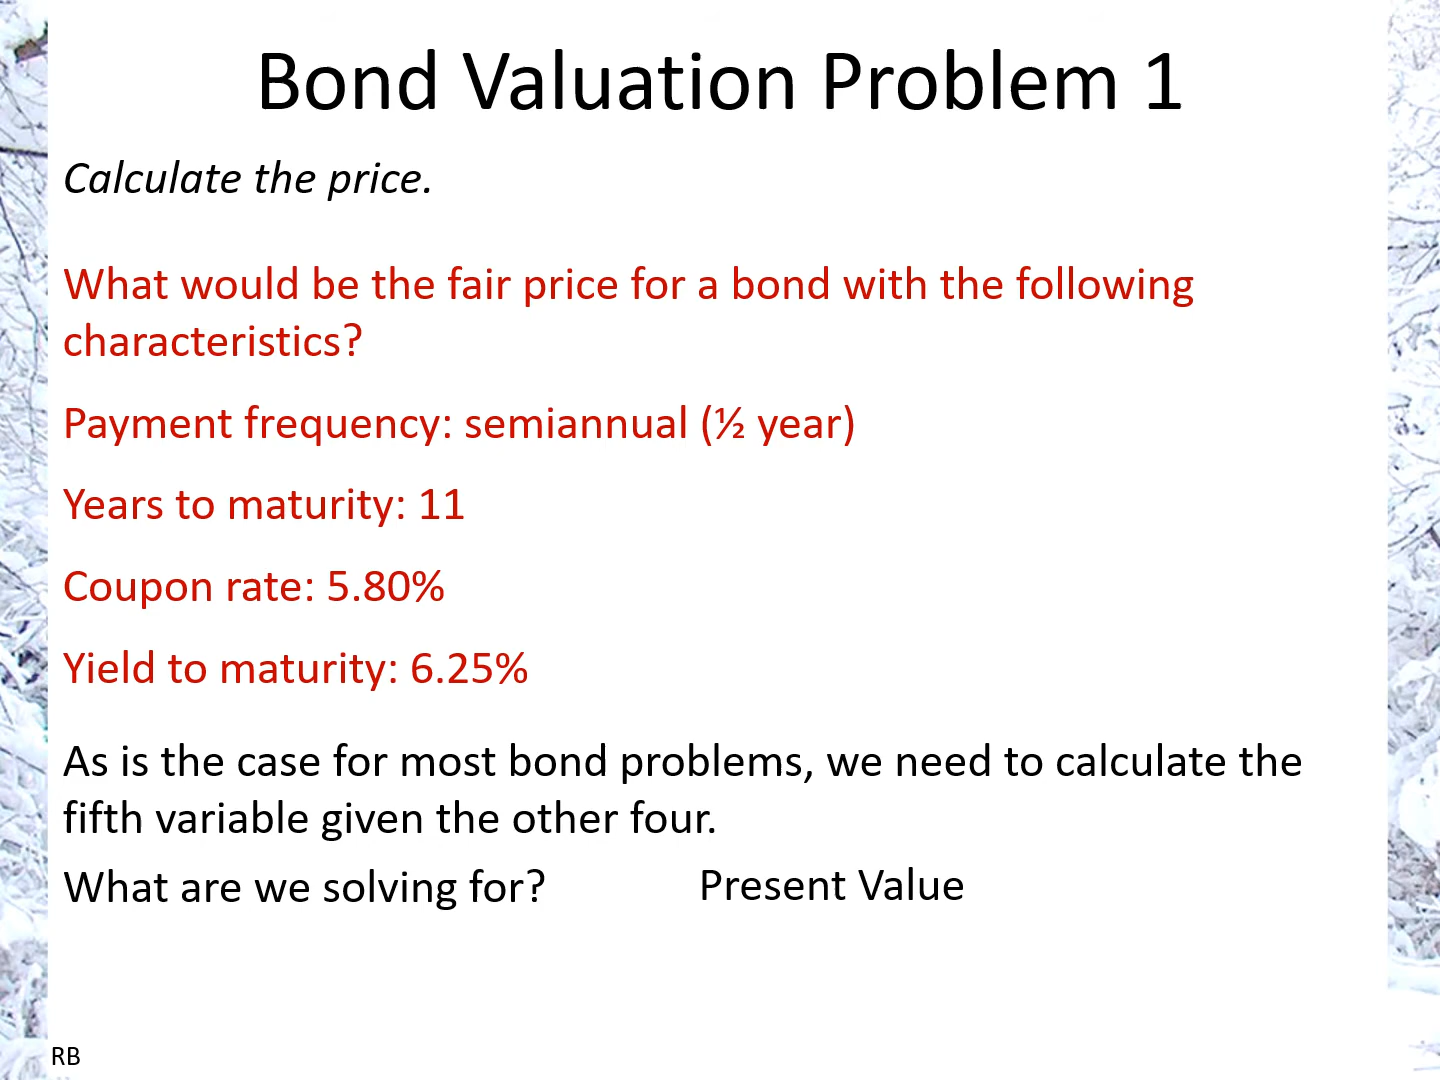 Bond Valuation Problem 1
Calculate the price.
What would be the fair price for a bond with the following
characteristics?
Payment frequency: semiannual (½ year)
Years to maturity: 11
Coupon rate: 5.80%
Yield to maturity: 6.25%
As is the case for most bond problems, we need to calculate the
fifth variable given the other four.
What are we solving for? Present Value
RB